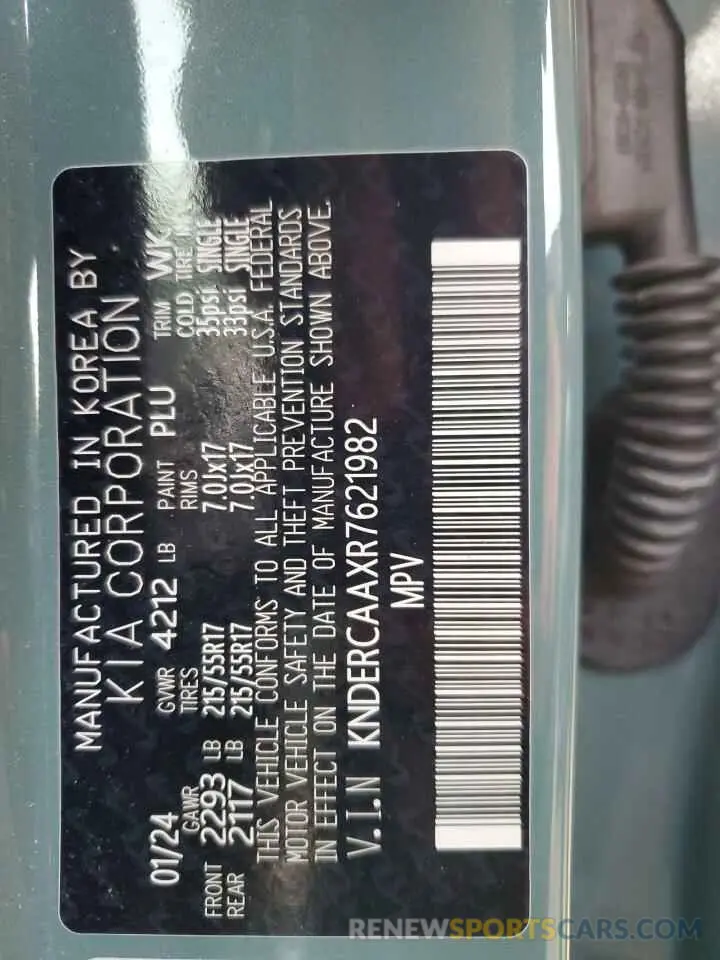 MANUFACTURED IN KOREA BY
KIA CORPORATION
01/24 GVWR 4212 LB PAINT PLU TRIM WK
GAWR TIRES RIMS COLD TIRE
FRONT 2293 LB 215/55R17 7.0Jx17 35psi SINGLE
REAR 2117 LB 215/55R17 7.0Jx17 33psi SINGLE
THIS VEHICLE CONFORMS TO ALL APPLICABLE U.S.A. FEDERAL
MOTOR VEHICLE SAFETY AND THEFT PREVENTION STANDARDS
IN EFFECT ON THE DATE OF MANUFACTURE SHOWN ABOVE.
V.I.N KNDERCAAXR7621982
MPV
RENEWSPORTSCARS.COM